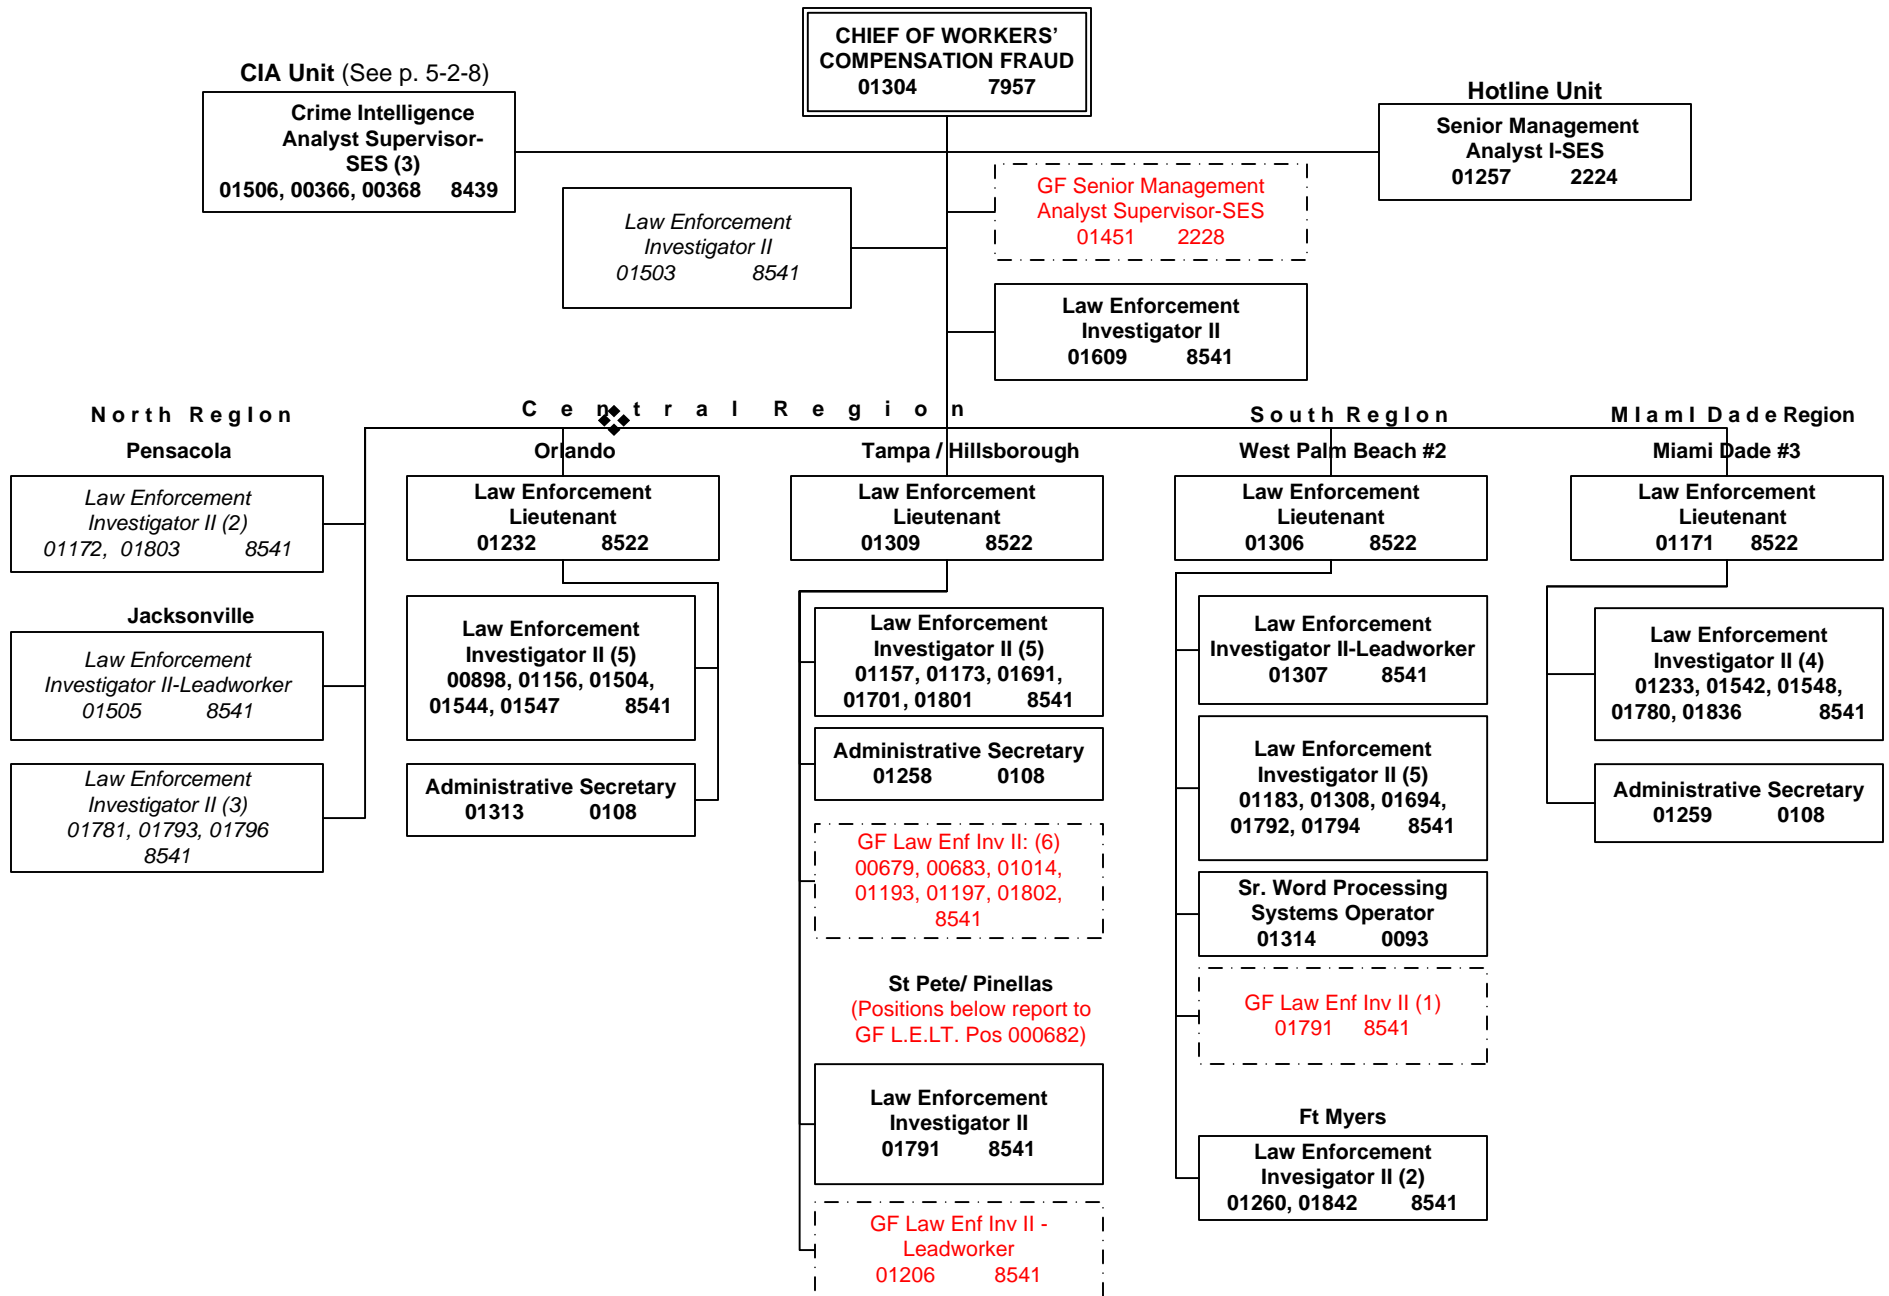 CHIEF OF WORKERS'
COMPENSATION FRAUD
01304 7957
CIA Unit (See p. 5-2-8)
Crime Intelligence
Analyst Supervisor-
SES (3)
01506, 00366, 00368 8439
Hotline Unit
Senior Management
Analyst I-SES
01257 2224
GF Senior Management
Analyst Supervisor-SES
01451 2228
Law Enforcement
Investigator II
01503 8541
Law Enforcement
Investigator II
01609 8541
North RegIon
Pensacola
Law Enforcement
Investigator II (2)
01172, 01803 8541
Jacksonville
Law Enforcement
Investigator II-Leadworker
01505 8541
Law Enforcement
Investigator II (3)
01781, 01793, 01796
8541
Central Region
Orlando
Law Enforcement
Lieutenant
01232 8522
Law Enforcement
Investigator II (5)
00898, 01156, 01504,
01544, 01547 8541
Administrative Secretary
01313 0108
Tampa / Hillsborough
Law Enforcement
Lieutenant
01309 8522
Law Enforcement
Investigator II (5)
01157, 01173, 01691,
01701, 01801 8541
Administrative Secretary
01258 0108
GF Law Enf Inv II: (6)
00679, 00683, 01014,
01193, 01197, 01802,
8541
St Pete/ Pinellas
(Positions below report to
GF L.E.LT. Pos 000682)
Law Enforcement
Investigator II
01791 8541
GF Law Enf Inv II -
Leadworker
01206 8541
South RegIon
West Palm Beach #2
Law Enforcement
Lieutenant
01306 8522
Law Enforcement
Investigator II-Leadworker
01307 8541
Law Enforcement
Investigator II (5)
01183, 01308, 01694,
01792, 01794 8541
Sr. Word Processing
Systems Operator
01314 0093
GF Law Enf Inv II (1)
01791 8541
Ft Myers
Law Enforcement
Invesigator II (2)
01260, 01842 8541
MIamI Dade Region
Miami Dade #3
Law Enforcement
Lieutenant
01171 8522
Law Enforcement
Investigator II (4)
01233, 01542, 01548,
01780, 01836 8541
Administrative Secretary
01259 0108